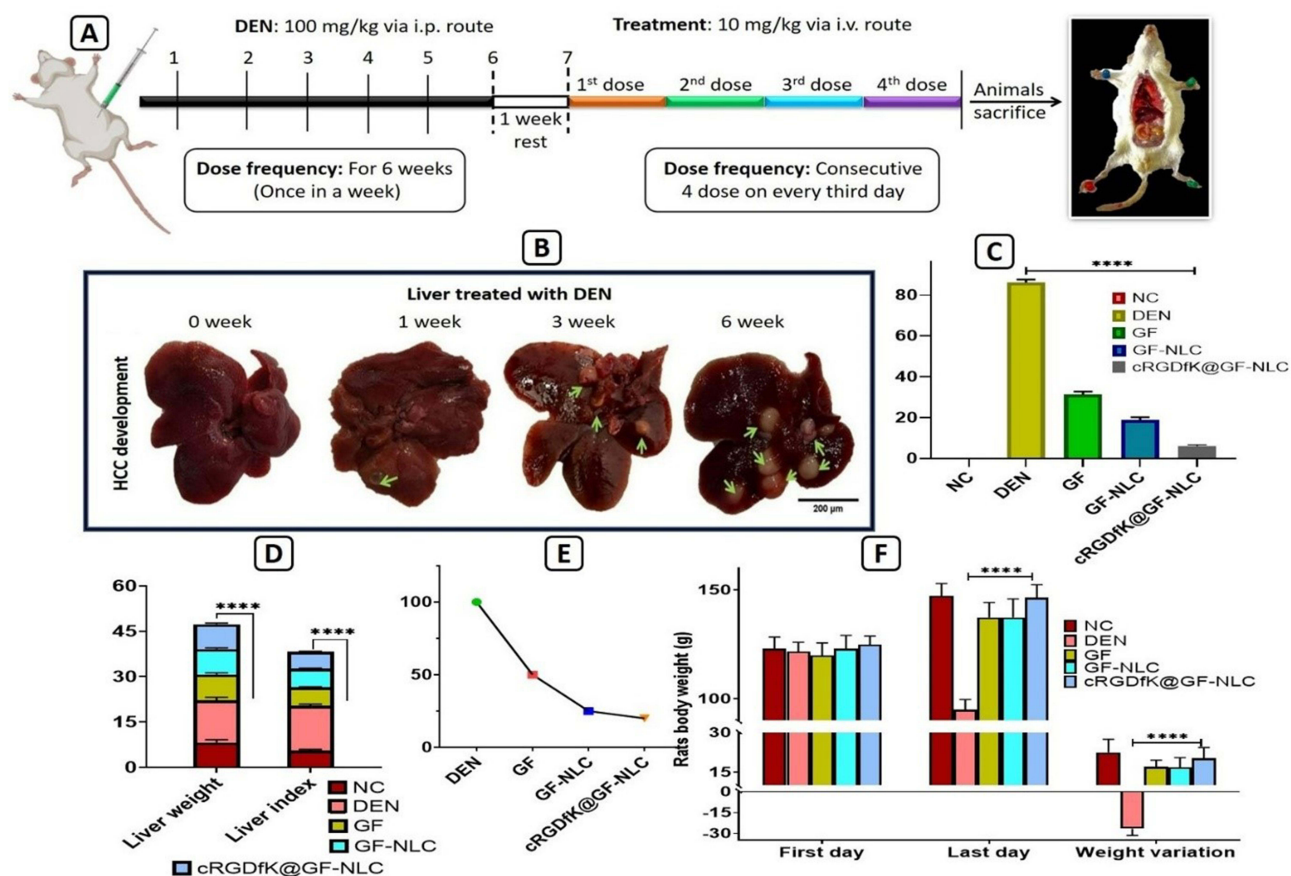 A
DEN: 100 mg/kg via i.p. route
Treatment: 10 mg/kg via i.v. route
1 2 3 4 5 6 7
1st dose 2nd dose 3rd dose 4th dose
1 week
rest
Animals
sacrifice
Dose frequency: For 6 weeks
(Once in a week)
Dose frequency: Consecutive
4 dose on every third day
B
Liver treated with DEN
0 week 1 week 3 week 6 week
HCC development
200 µm
C
****
80
60
40
20
0
NC
DEN
GF
GF-NLC
cRGDfK@GF-NLC
NC DEN GF GF-NLC cRGDfK@GF-NLC
D
60
45
30
15
0
****
****
Liver weight Liver index
NC
DEN
GF
GF-NLC
cRGDfK@GF-NLC
E
100
50
0
DEN GF GF-NLC cRGDfK@GF-NLC
F
Rats body weight (g)
150
100
30
15
0
-15
-30
****
****
NC
DEN
GF
GF-NLC
cRGDfK@GF-NLC
First day Last day Weight variation